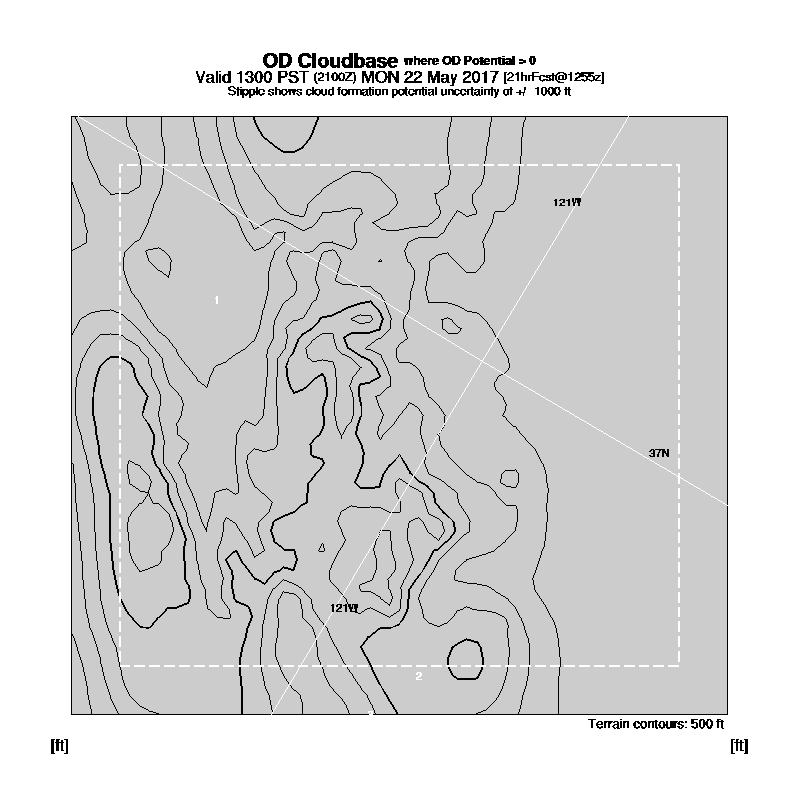 OD Cloudbase where OD Potential > 0
Valid 1300 PST (2100Z) MON 22 May 2017 [21hrFcst@1255z]
Stipple shows cloud formation potential uncertainty of +/- 1000 ft
121W
1
37N
121W
2
Terrain contours: 500 ft
[ft] [ft]